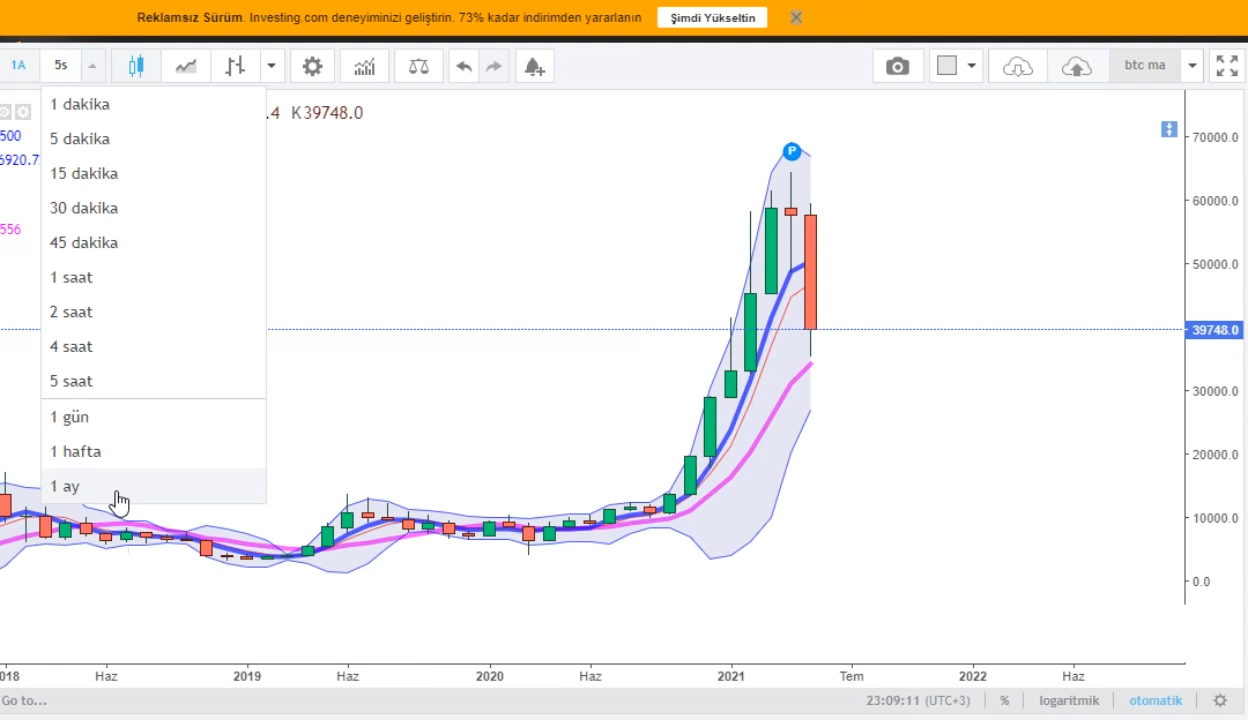 Reklamsız Sürüm. Investing.com deneyiminizi geliştirin. 73% kadar indirimden yararlanın Şimdi Yükseltin
1A 5s btc ma
1 dakika
5 dakika
15 dakika
30 dakika
45 dakika
1 saat
2 saat
4 saat
5 saat
1 gün
1 hafta
1 ay
.4 K39748.0
500
6920.7
556
P
70000.0
60000.0
50000.0
39748.0
30000.0
20000.0
10000.0
0.0
018 Haz 2019 Haz 2020 Haz 2021 Tem 2022 Haz
Go to... 23:09:11 (UTC+3) % logaritmik otomatik